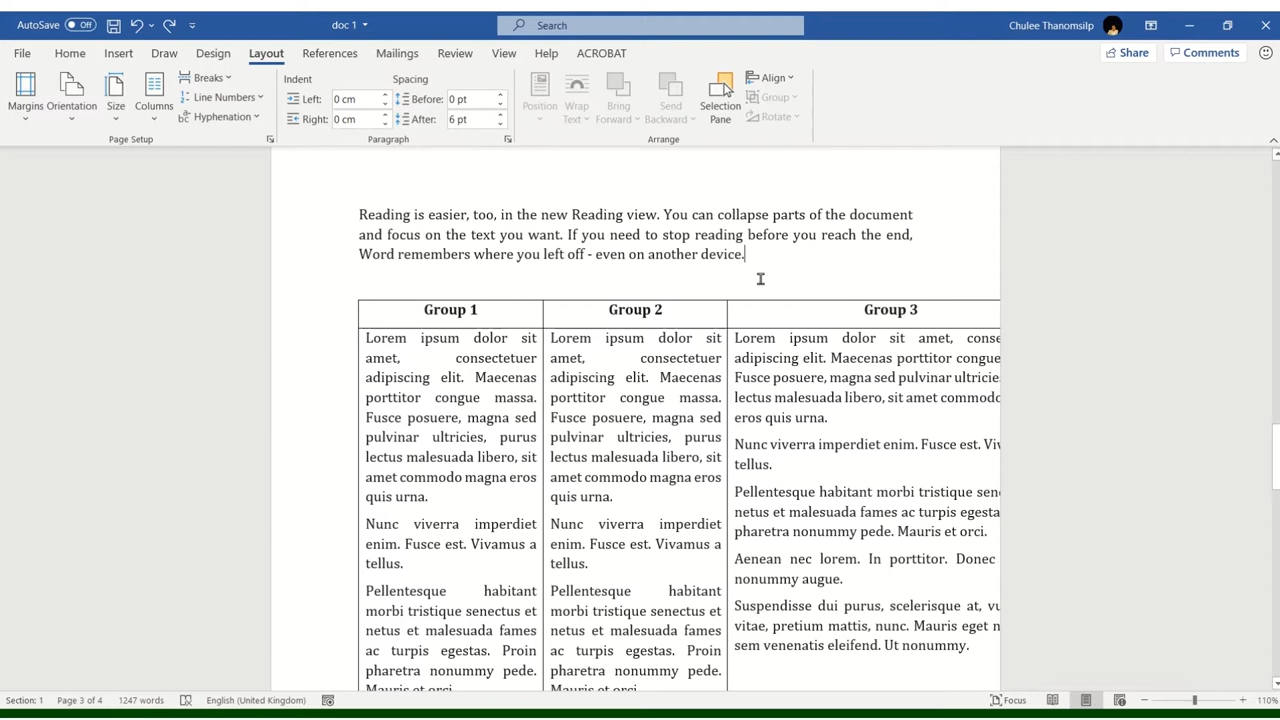 AutoSave Off doc 1 Search Chulee Thanomsilp
File Home Insert Draw Design Layout References Mailings Review View Help ACROBAT Share Comments
Margins Orientation Size Columns
Breaks
Line Numbers
Hyphenation
Page Setup
Indent Spacing
Left: 0 cm Before: 0 pt
Right: 0 cm After: 6 pt
Paragraph
Position Wrap Text Bring Forward Send Backward Selection Pane
Align
Group
Rotate
Arrange
Reading is easier, too, in the new Reading view. You can collapse parts of the document
and focus on the text you want. If you need to stop reading before you reach the end,
Word remembers where you left off - even on another device.
Group 1
Lorem ipsum dolor sit
amet, consectetuer
adipiscing elit. Maecenas
porttitor congue massa.
Fusce posuere, magna sed
pulvinar ultricies, purus
lectus malesuada libero, sit
amet commodo magna eros
quis urna.
Nunc viverra imperdiet
enim. Fusce est. Vivamus a
tellus.
Pellentesque habitant
morbi tristique senectus et
netus et malesuada fames
ac turpis egestas. Proin
pharetra nonummy pede.
Mauris et orci.
Group 2
Lorem ipsum dolor sit
amet, consectetuer
adipiscing elit. Maecenas
porttitor congue massa.
Fusce posuere, magna sed
pulvinar ultricies, purus
lectus malesuada libero, sit
amet commodo magna eros
quis urna.
Nunc viverra imperdiet
enim. Fusce est. Vivamus a
tellus.
Pellentesque habitant
morbi tristique senectus et
netus et malesuada fames
ac turpis egestas. Proin
pharetra nonummy pede.
Mauris et orci.
Group 3
Lorem ipsum dolor sit amet, conse
adipiscing elit. Maecenas porttitor congue
Fusce posuere, magna sed pulvinar ultricie
lectus malesuada libero, sit amet commodo
eros quis urna.
Nunc viverra imperdiet enim. Fusce est. Viv
tellus.
Pellentesque habitant morbi tristique sen
netus et malesuada fames ac turpis egesta
pharetra nonummy pede. Mauris et orci.
Aenean nec lorem. In porttitor. Donec
nonummy augue.
Suspendisse dui purus, scelerisque at, vu
vitae, pretium mattis, nunc. Mauris eget n
sem venenatis eleifend. Ut nonummy.
Section: 1 Page 3 of 4 1247 words English (United Kingdom) Focus 110%